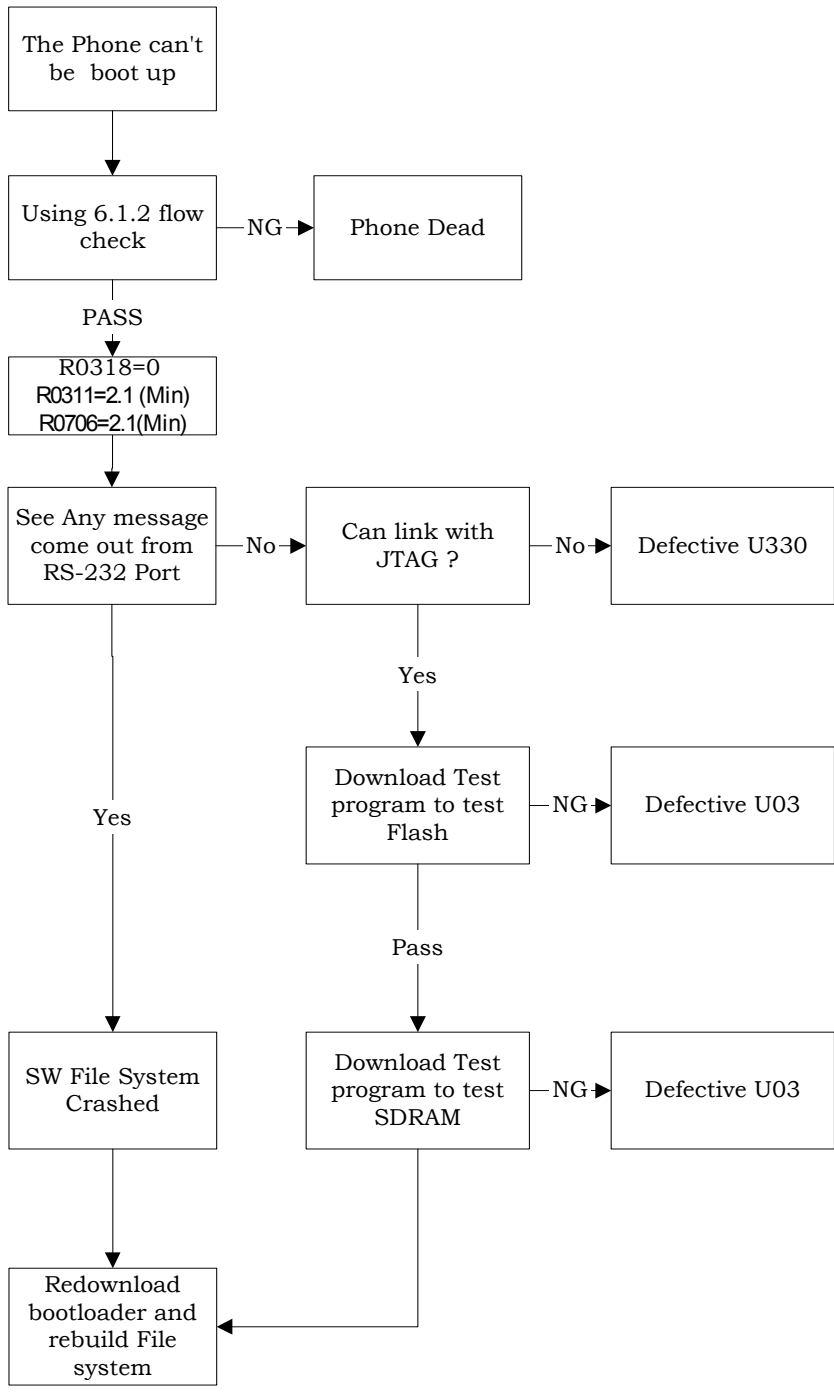 The Phone can't
be boot up
Using 6.1.2 flow
check
NG
Phone Dead
PASS
R0318=0
R0311=2.1 (Min)
R0706=2.1(Min)
See Any message
come out from
RS-232 Port
No
Can link with
JTAG ?
No
Defective U330
Yes
Yes
Download Test
program to test
Flash
NG
Defective U03
Pass
SW File System
Crashed
Download Test
program to test
SDRAM
NG
Defective U03
Redownload
bootloader and
rebuild File
system